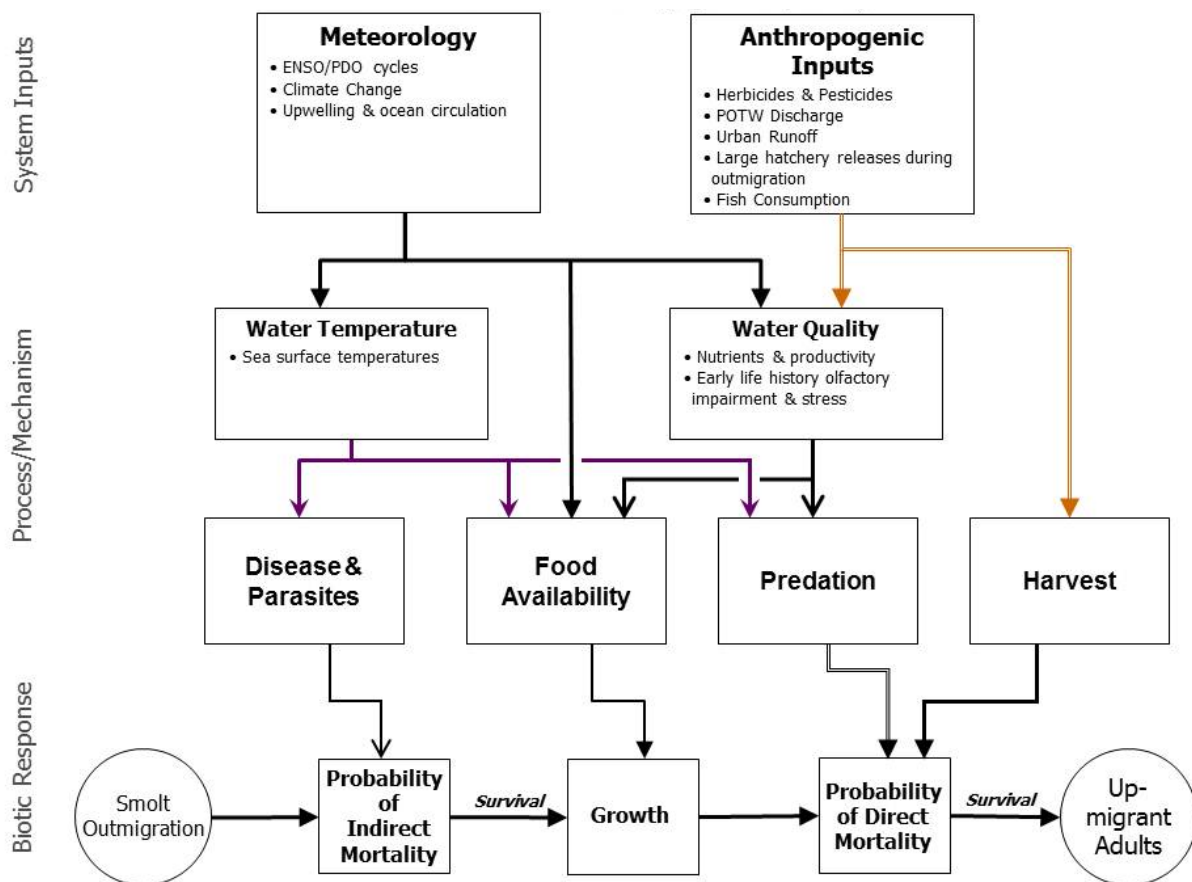 System Inputs
Meteorology
• ENSO/PDO cycles
• Climate Change
• Upwelling & ocean circulation
Anthropogenic
Inputs
• Herbicides & Pesticides
• POTW Discharge
• Urban Runoff
• Large hatchery releases during
outmigration
• Fish Consumption
Process/Mechanism
Water Temperature
• Sea surface temperatures
Water Quality
• Nutrients & productivity
• Early life history olfactory
impairment & stress
Disease &
Parasites
Food
Availability
Predation
Harvest
Biotic Response
Smolt
Outmigration
Probability
of
Indirect
Mortality
Survival
Growth
Probability
of Direct
Mortality
Survival
Up-
migrant
Adults